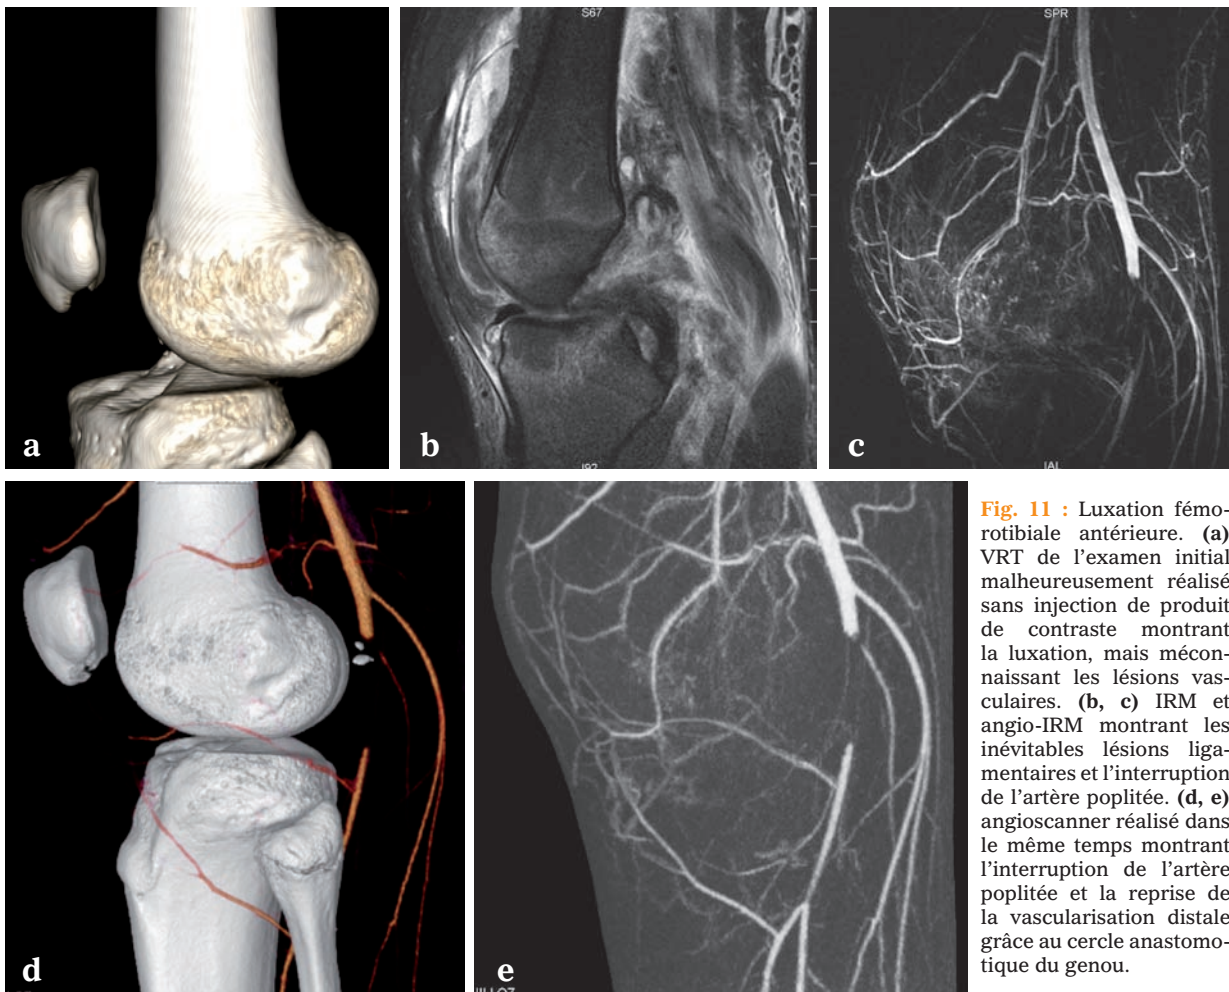 S67
SPR
a
b
I92
c
IAL
d
e
Fig. 11 : Luxation fémo-
rotibiale antérieure. (a)
VRT de l’examen initial
malheureusement réalisé
sans injection de produit
de contraste montrant
la luxation, mais mécon-
naissant les lésions vas-
culaires. (b, c) IRM et
angio-IRM montrant les
inévitables lésions liga-
mentaires et l’interruption
de l’artère poplitée. (d, e)
angioscanner réalisé dans
le même temps montrant
l’interruption de l’artère
poplitée et la reprise de
la vascularisation distale
grâce au cercle anastomo-
tique du genou.